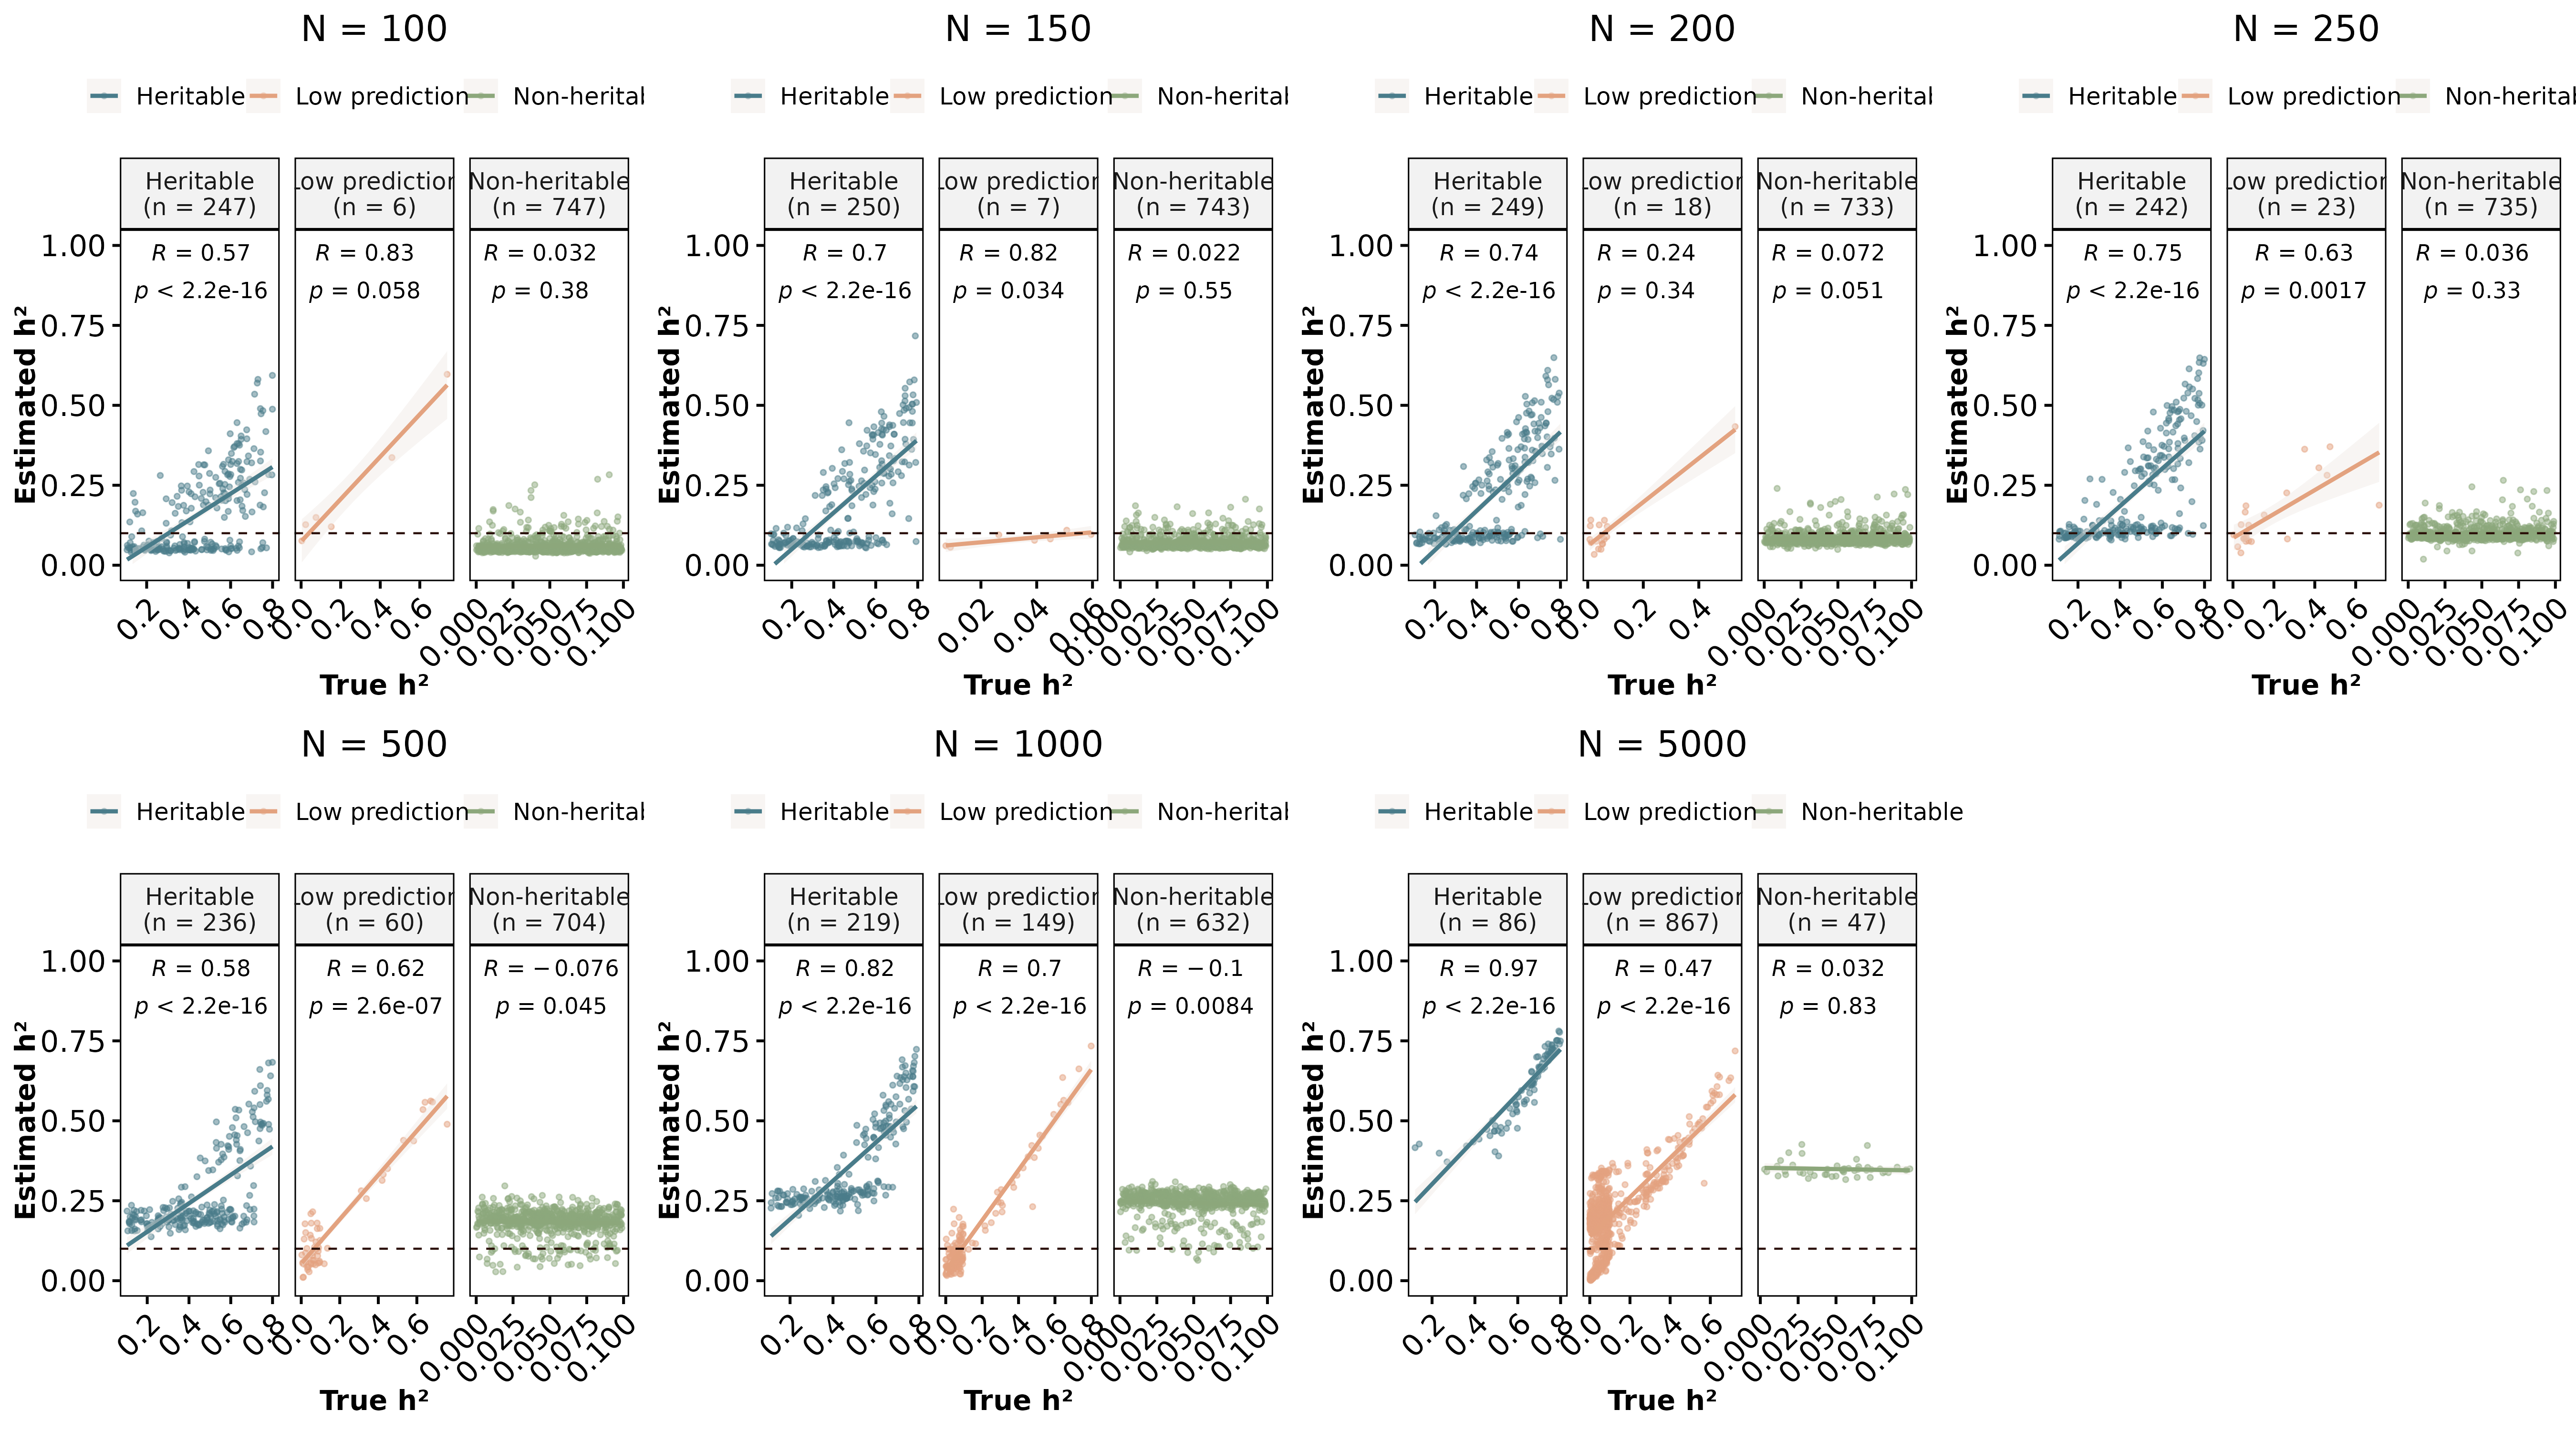 N = 100
Heritable Low prediction Non-heritab
Heritable (n = 247)
Low prediction (n = 6)
Non-heritable (n = 747)
R = 0.57
p < 2.2e-16
R = 0.83
p = 0.058
R = 0.032
p = 0.38
Estimated h²
1.00
0.75
0.50
0.25
0.00
0.2 0.4 0.6 0.8
0.0 0.2 0.4 0.6
0.000 0.025 0.050 0.075 0.100
True h²
N = 150
Heritable Low prediction Non-heritab
Heritable (n = 250)
Low prediction (n = 7)
Non-heritable (n = 743)
R = 0.7
p < 2.2e-16
R = 0.82
p = 0.034
R = 0.022
p = 0.55
Estimated h²
1.00
0.75
0.50
0.25
0.00
0.2 0.4 0.6 0.8
0.02 0.04 0.06
0.000 0.025 0.050 0.075 0.100
True h²
N = 200
Heritable Low prediction Non-heritab
Heritable (n = 249)
Low prediction (n = 18)
Non-heritable (n = 733)
R = 0.74
p < 2.2e-16
R = 0.24
p = 0.34
R = 0.072
p = 0.051
Estimated h²
1.00
0.75
0.50
0.25
0.00
0.2 0.4 0.6 0.8
0.0 0.2 0.4
0.000 0.025 0.050 0.075 0.100
True h²
N = 250
Heritable Low prediction Non-heritab
Heritable (n = 242)
Low prediction (n = 23)
Non-heritable (n = 735)
R = 0.75
p < 2.2e-16
R = 0.63
p = 0.0017
R = 0.036
p = 0.33
Estimated h²
1.00
0.75
0.50
0.25
0.00
0.2 0.4 0.6 0.8
0.0 0.2 0.4 0.6
0.000 0.025 0.050 0.075 0.100
True h²
N = 500
Heritable Low prediction Non-heritab
Heritable (n = 236)
Low prediction (n = 60)
Non-heritable (n = 704)
R = 0.58
p < 2.2e-16
R = 0.62
p = 2.6e-07
R = −0.076
p = 0.045
Estimated h²
1.00
0.75
0.50
0.25
0.00
0.2 0.4 0.6 0.8
0.0 0.2 0.4 0.6
0.000 0.025 0.050 0.075 0.100
True h²
N = 1000
Heritable Low prediction Non-heritab
Heritable (n = 219)
Low prediction (n = 149)
Non-heritable (n = 632)
R = 0.82
p < 2.2e-16
R = 0.7
p < 2.2e-16
R = −0.1
p = 0.0084
Estimated h²
1.00
0.75
0.50
0.25
0.00
0.2 0.4 0.6 0.8
0.0 0.2 0.4 0.6 0.8
0.000 0.025 0.050 0.075 0.100
True h²
N = 5000
Heritable Low prediction Non-heritable
Heritable (n = 86)
Low prediction (n = 867)
Non-heritable (n = 47)
R = 0.97
p < 2.2e-16
R = 0.47
p < 2.2e-16
R = 0.032
p = 0.83
Estimated h²
1.00
0.75
0.50
0.25
0.00
0.2 0.4 0.6 0.8
0.0 0.2 0.4 0.6
0.000 0.025 0.050 0.075 0.100
True h²